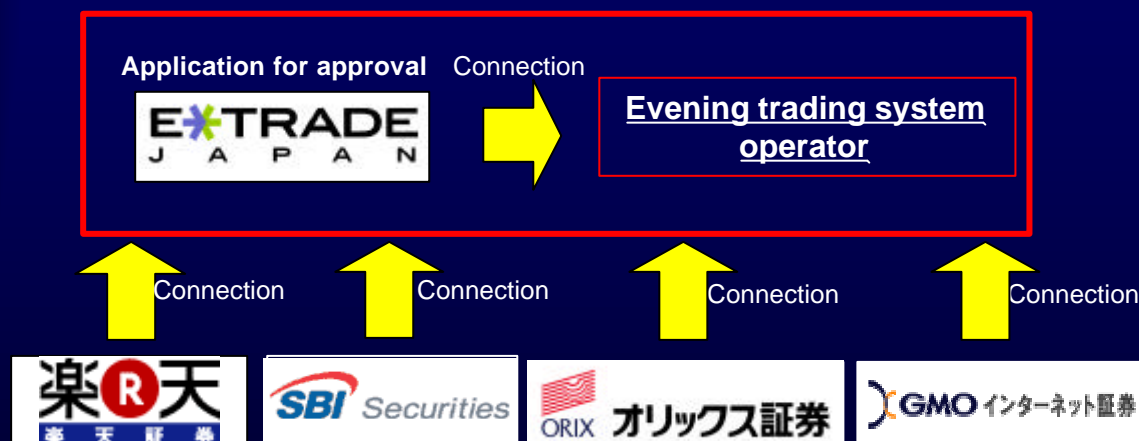 Application for approval Connection
E*TRADE
JAPAN
Evening trading system
operator
Connection Connection Connection Connection
楽R天
楽天証券
SBI Securities
ORIX オリックス証券
GMO インターネット証券